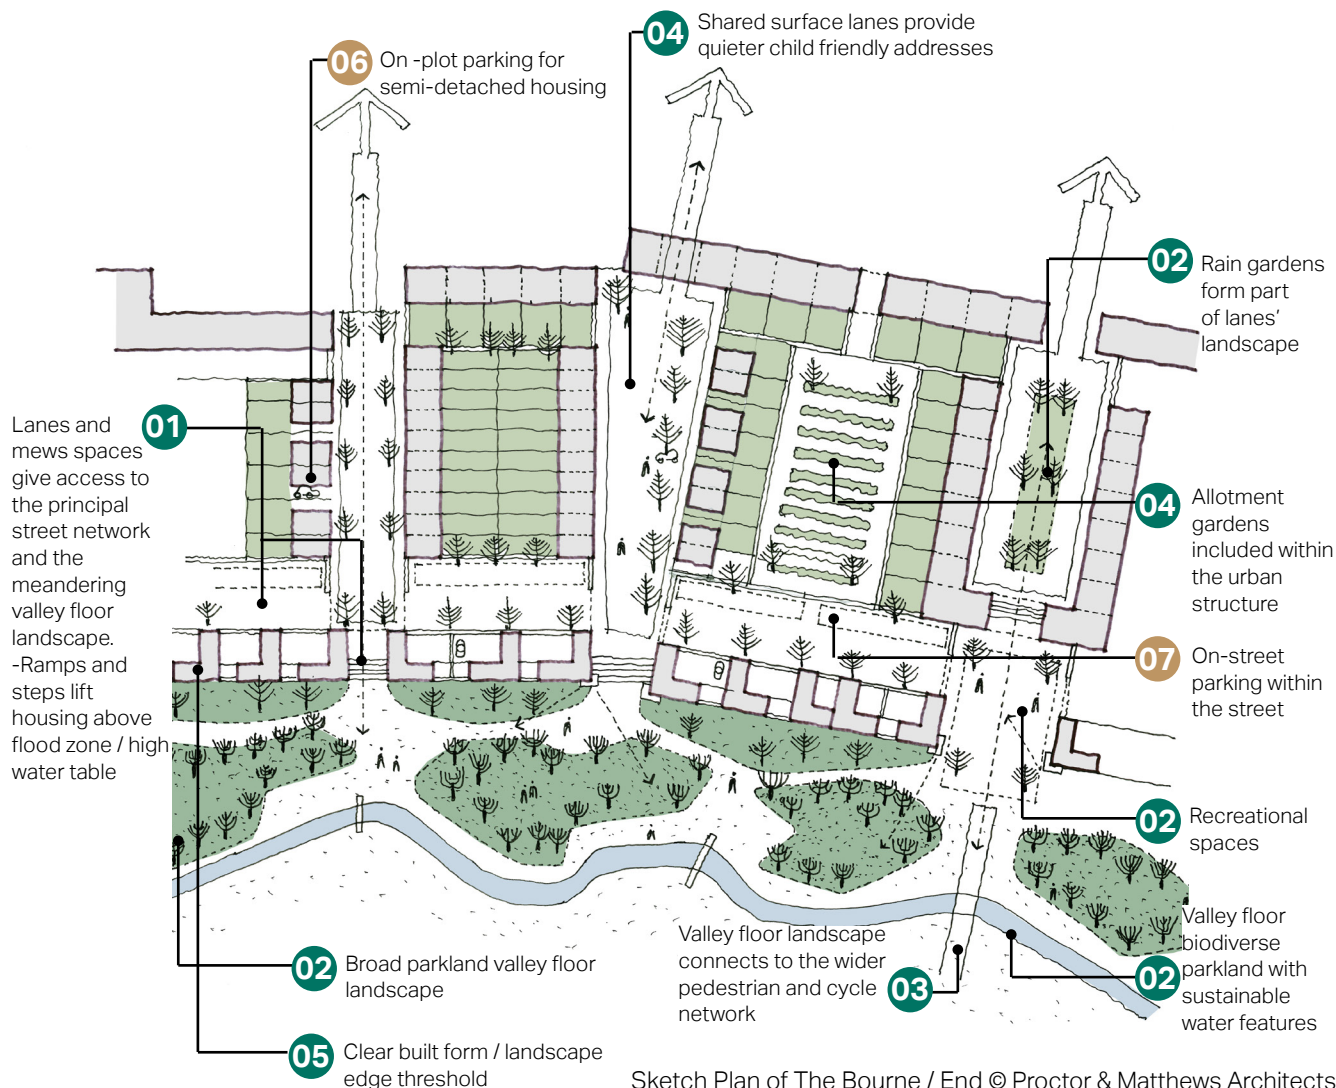 06
On -plot parking for
semi-detached housing
04
Shared surface lanes provide
quieter child friendly addresses
02
Rain gardens
form part
of lanes'
landscape
01
Lanes and
mews spaces
give access to
the principal
street network
and the
meandering
valley floor
landscape.
-Ramps and
steps lift
housing above
flood zone / high
water table
04
Allotment
gardens
included within
the urban
structure
07
On-street
parking within
the street
02
Recreational
spaces
02
Broad parkland valley floor
landscape
Valley floor landscape
connects to the wider
pedestrian and cycle
network
03
02
Valley floor
biodiverse
parkland with
sustainable
water features
05
Clear built form / landscape
edge threshold
Sketch Plan of The Bourne / End © Proctor & Matthews Architects